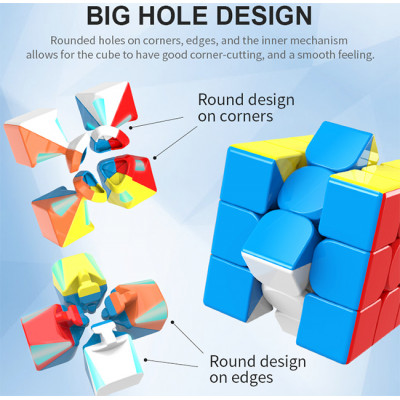 BIG HOLE DESIGN
Rounded holes on corners, edges, and the inner mechanism
allows for the cube to have good corner-cutting, and a smooth feeling.
Round design
on corners
Round design
on edges